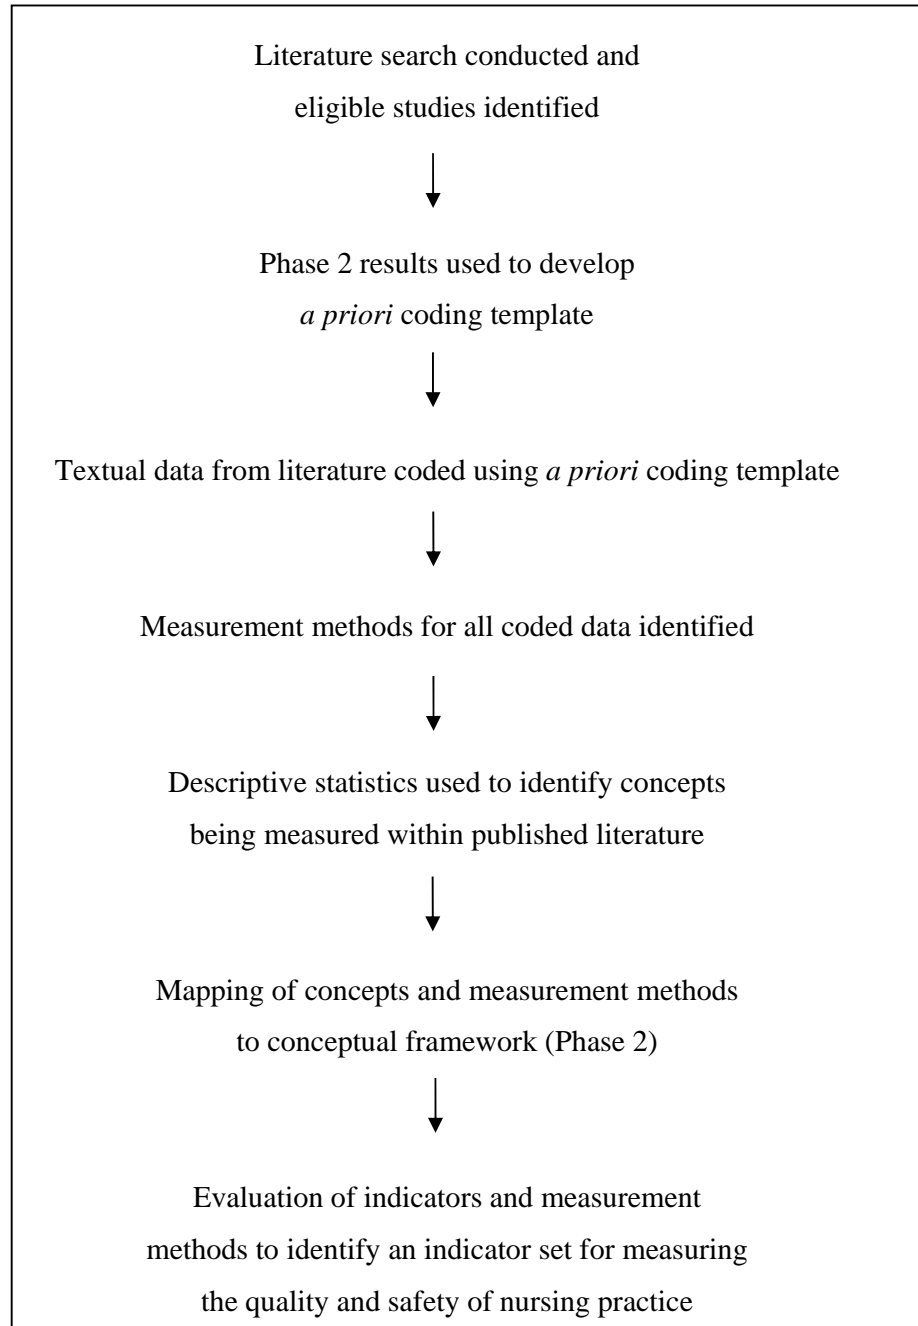 Literature search conducted and
eligible studies identified
Phase 2 results used to develop
a priori coding template
Textual data from literature coded using a priori coding template
Measurement methods for all coded data identified
Descriptive statistics used to identify concepts
being measured within published literature
Mapping of concepts and measurement methods
to conceptual framework (Phase 2)
Evaluation of indicators and measurement
methods to identify an indicator set for measuring
the quality and safety of nursing practice